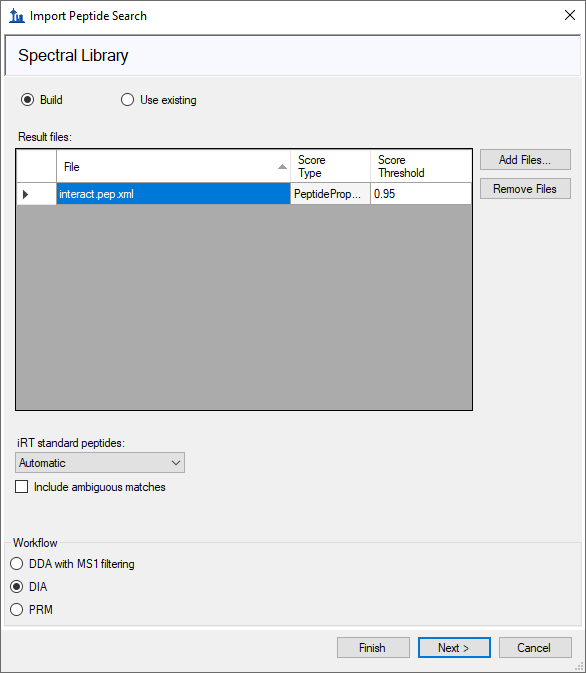 Import Peptide Search
Spectral Library
Build
Use existing
Result files:
File
Score Type
Score Threshold
interact.pep.xml
PeptideProp...
0.95
Add Files...
Remove Files
iRT standard peptides:
Automatic
Include ambiguous matches
Workflow
DDA with MS1 filtering
DIA
PRM
Finish
Next >
Cancel